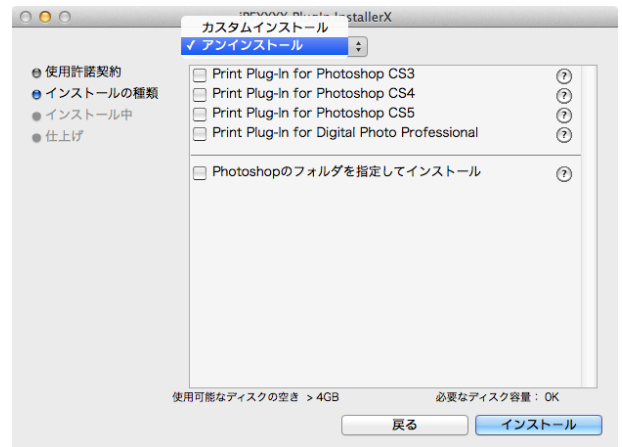 iPFXXXX PlugIn InstallerX
カスタムインストール
✓ アンインストール
使用許諾契約
インストールの種類
インストール中
仕上げ
Print Plug-In for Photoshop CS3
Print Plug-In for Photoshop CS4
Print Plug-In for Photoshop CS5
Print Plug-In for Digital Photo Professional
Photoshopのフォルダを指定してインストール
使用可能なディスクの空き > 4GB
必要なディスク容量： 0K
戻る
インストール